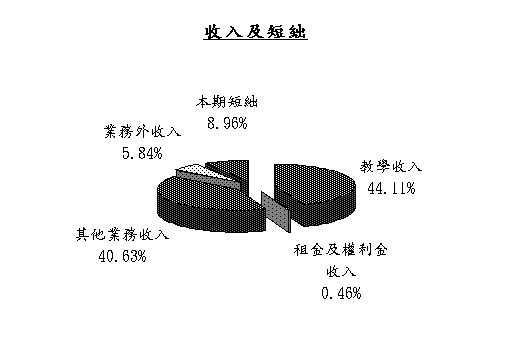 收入及短絀
本期短絀
8.96%
業務外收入
5.84%
教學收入
44.11%
其他業務收入
40.63%
租金及權利金
收入
0.46%